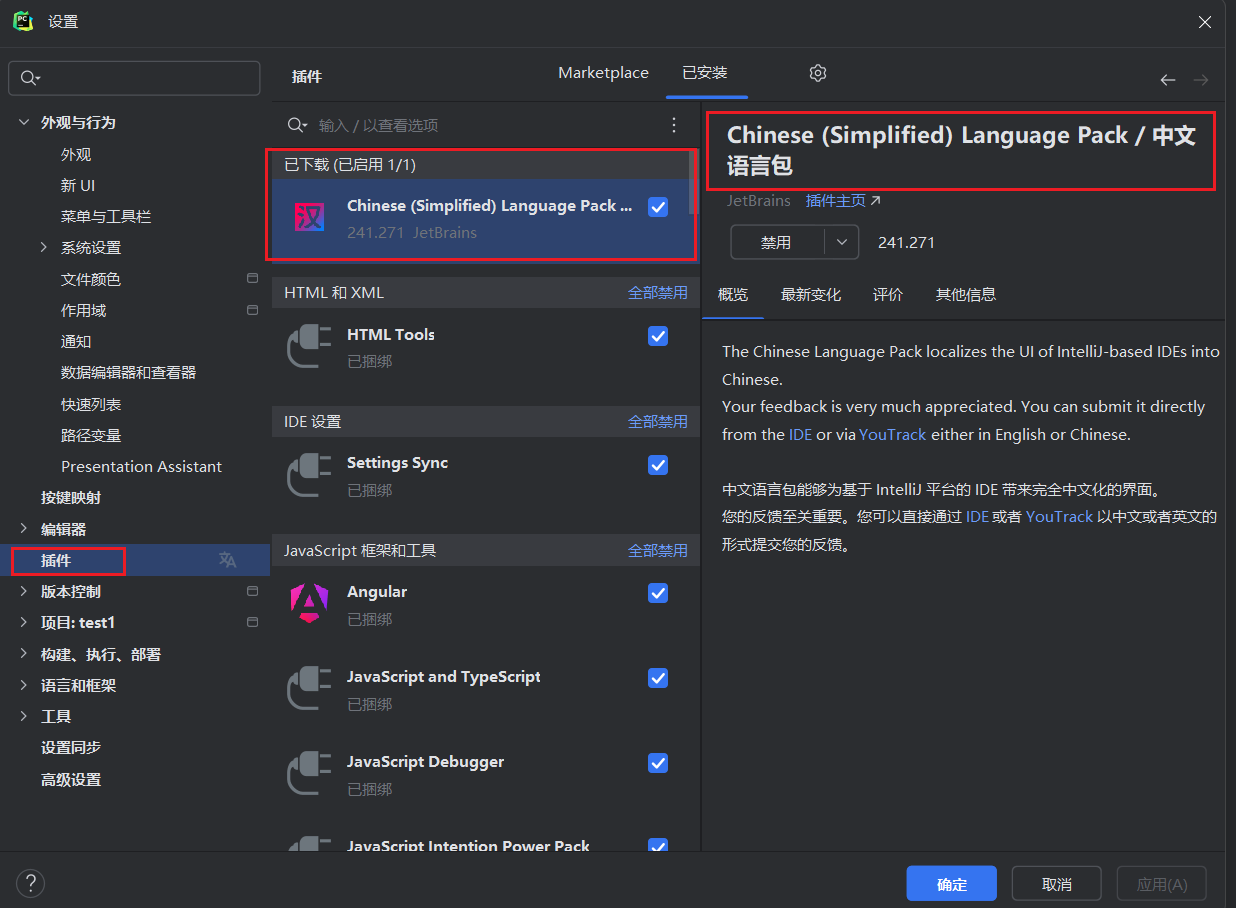 设置
外观与行为
外观
新 UI
菜单与工具栏
系统设置
文件颜色
作用域
通知
数据编辑器和查看器
快速列表
路径变量
Presentation Assistant
按键映射
编辑器
插件
版本控制
项目: test1
构建、执行、部署
语言和框架
工具
设置同步
高级设置
插件
Marketplace
已安装
输入 / 以查看选项
已下载 (已启用 1/1)
汉
Chinese (Simplified) Language Pack ...
241.271 JetBrains
HTML 和 XML
全部禁用
HTML Tools
已捆绑
IDE 设置
全部禁用
Settings Sync
已捆绑
JavaScript 框架和工具
全部禁用
Angular
已捆绑
JavaScript and TypeScript
已捆绑
JavaScript Debugger
已捆绑
JavaScript Intention Power Pack
Chinese (Simplified) Language Pack / 中文
语言包
JetBrains 插件主页
禁用
241.271
概览
最新变化
评价
其他信息
The Chinese Language Pack localizes the UI of IntelliJ-based IDEs into
Chinese.
Your feedback is very much appreciated. You can submit it directly
from the IDE or via YouTrack either in English or Chinese.
中文语言包能够为基于 IntelliJ 平台的 IDE 带来完全中文化的界面。
您的反馈至关重要。您可以直接通过 IDE 或者 YouTrack 以中文或者英文的
形式提交您的反馈。
?
确定
取消
应用(A)